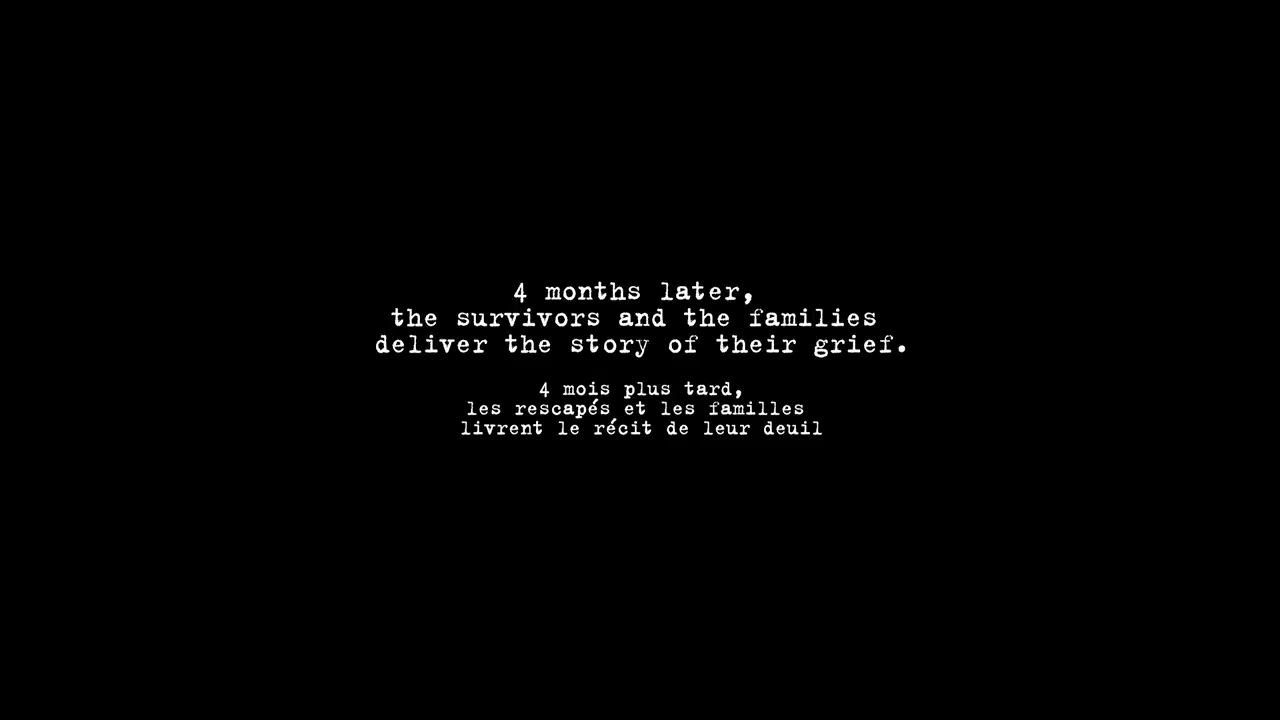 4 months later,
the survivors and the families
deliver the story of their grief.
4 mois plus tard,
les rescapés et les familles
livrent le récit de leur deuil